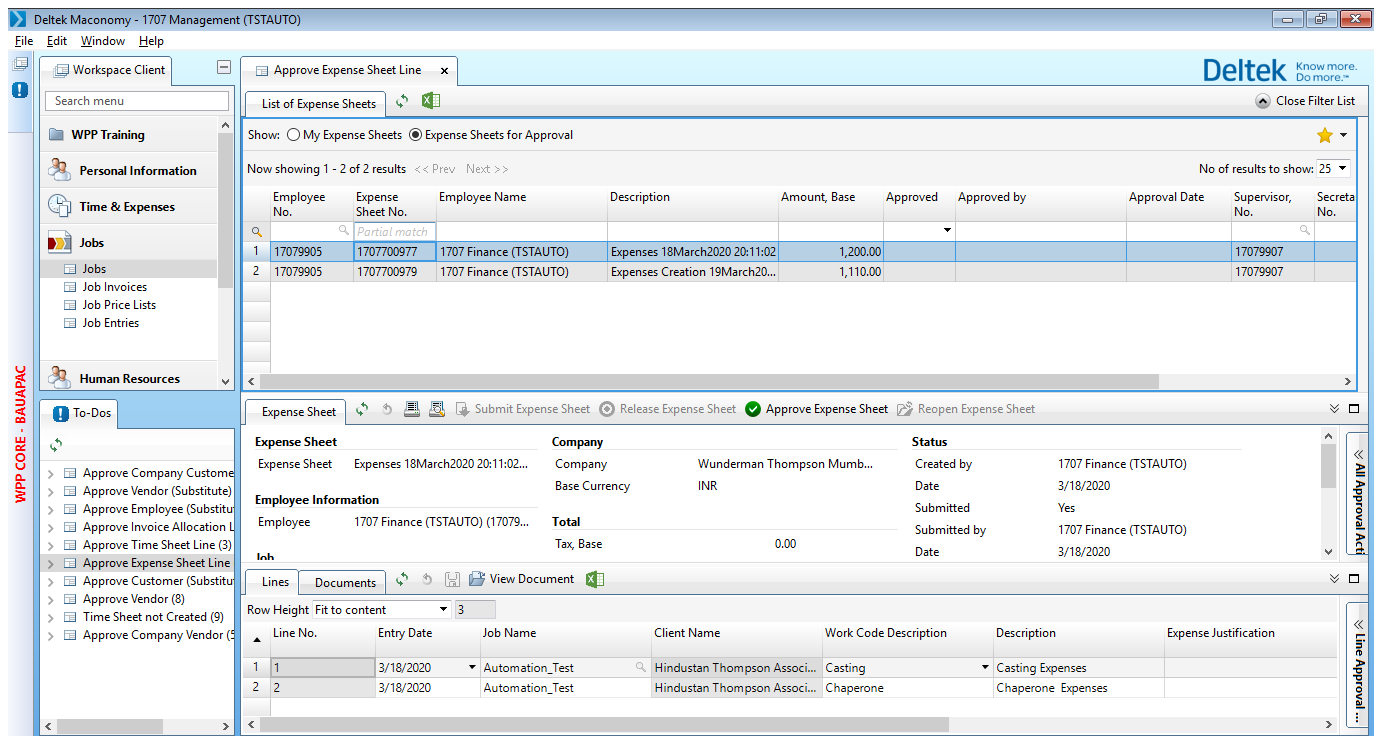 Deltek Maconomy - 1707 Management (TSTAUTO)
File Edit Window Help
WPP CORE - BAUAPAC
Workspace Client
Search menu
WPP Training
Personal Information
Time & Expenses
Jobs
Jobs
Job Invoices
Job Price Lists
Job Entries
Human Resources
To-Dos
Approve Company Custome
Approve Vendor (Substitute)
Approve Employee (Substitu
Approve Invoice Allocation L
Approve Time Sheet Line (3)
Approve Expense Sheet Line
Approve Customer (Substitu
Approve Vendor (8)
Time Sheet not Created (9)
Approve Company Vendor (5
Approve Expense Sheet Line x
Deltek Know more.
Do more.™
List of Expense Sheets
Close Filter List
Show: My Expense Sheets Expense Sheets for Approval
Now showing 1 - 2 of 2 results << Prev Next >> No of results to show: 25
Employee No. Expense Sheet No. Employee Name Description Amount, Base Approved Approved by Approval Date Supervisor, No. Secreta No.
Partial match
1 17079905 1707700977 1707 Finance (TSTAUTO) Expenses 18March2020 20:11:02 1,200.00 17079907
2 17079905 1707700979 1707 Finance (TSTAUTO) Expenses Creation 19March20... 1,110.00 17079907
Expense Sheet Submit Expense Sheet Release Expense Sheet Approve Expense Sheet Reopen Expense Sheet
Expense Sheet
Expense Sheet Expenses 18March2020 20:11:02...
Employee Information
Employee 1707 Finance (TSTAUTO) (17079...
Job
Company
Company Wunderman Thompson Mumb...
Base Currency INR
Total
Tax, Base 0.00
Status
Created by 1707 Finance (TSTAUTO)
Date 3/18/2020
Submitted Yes
Submitted by 1707 Finance (TSTAUTO)
Date 3/18/2020
All Approval Acti
Lines Documents View Document
Row Height Fit to content 3
Line No. Entry Date Job Name Client Name Work Code Description Description Expense Justification
1 1 3/18/2020 Automation_Test Hindustan Thompson Associ... Casting Casting Expenses
2 2 3/18/2020 Automation_Test Hindustan Thompson Associ... Chaperone Chaperone Expenses
Line Approval ...